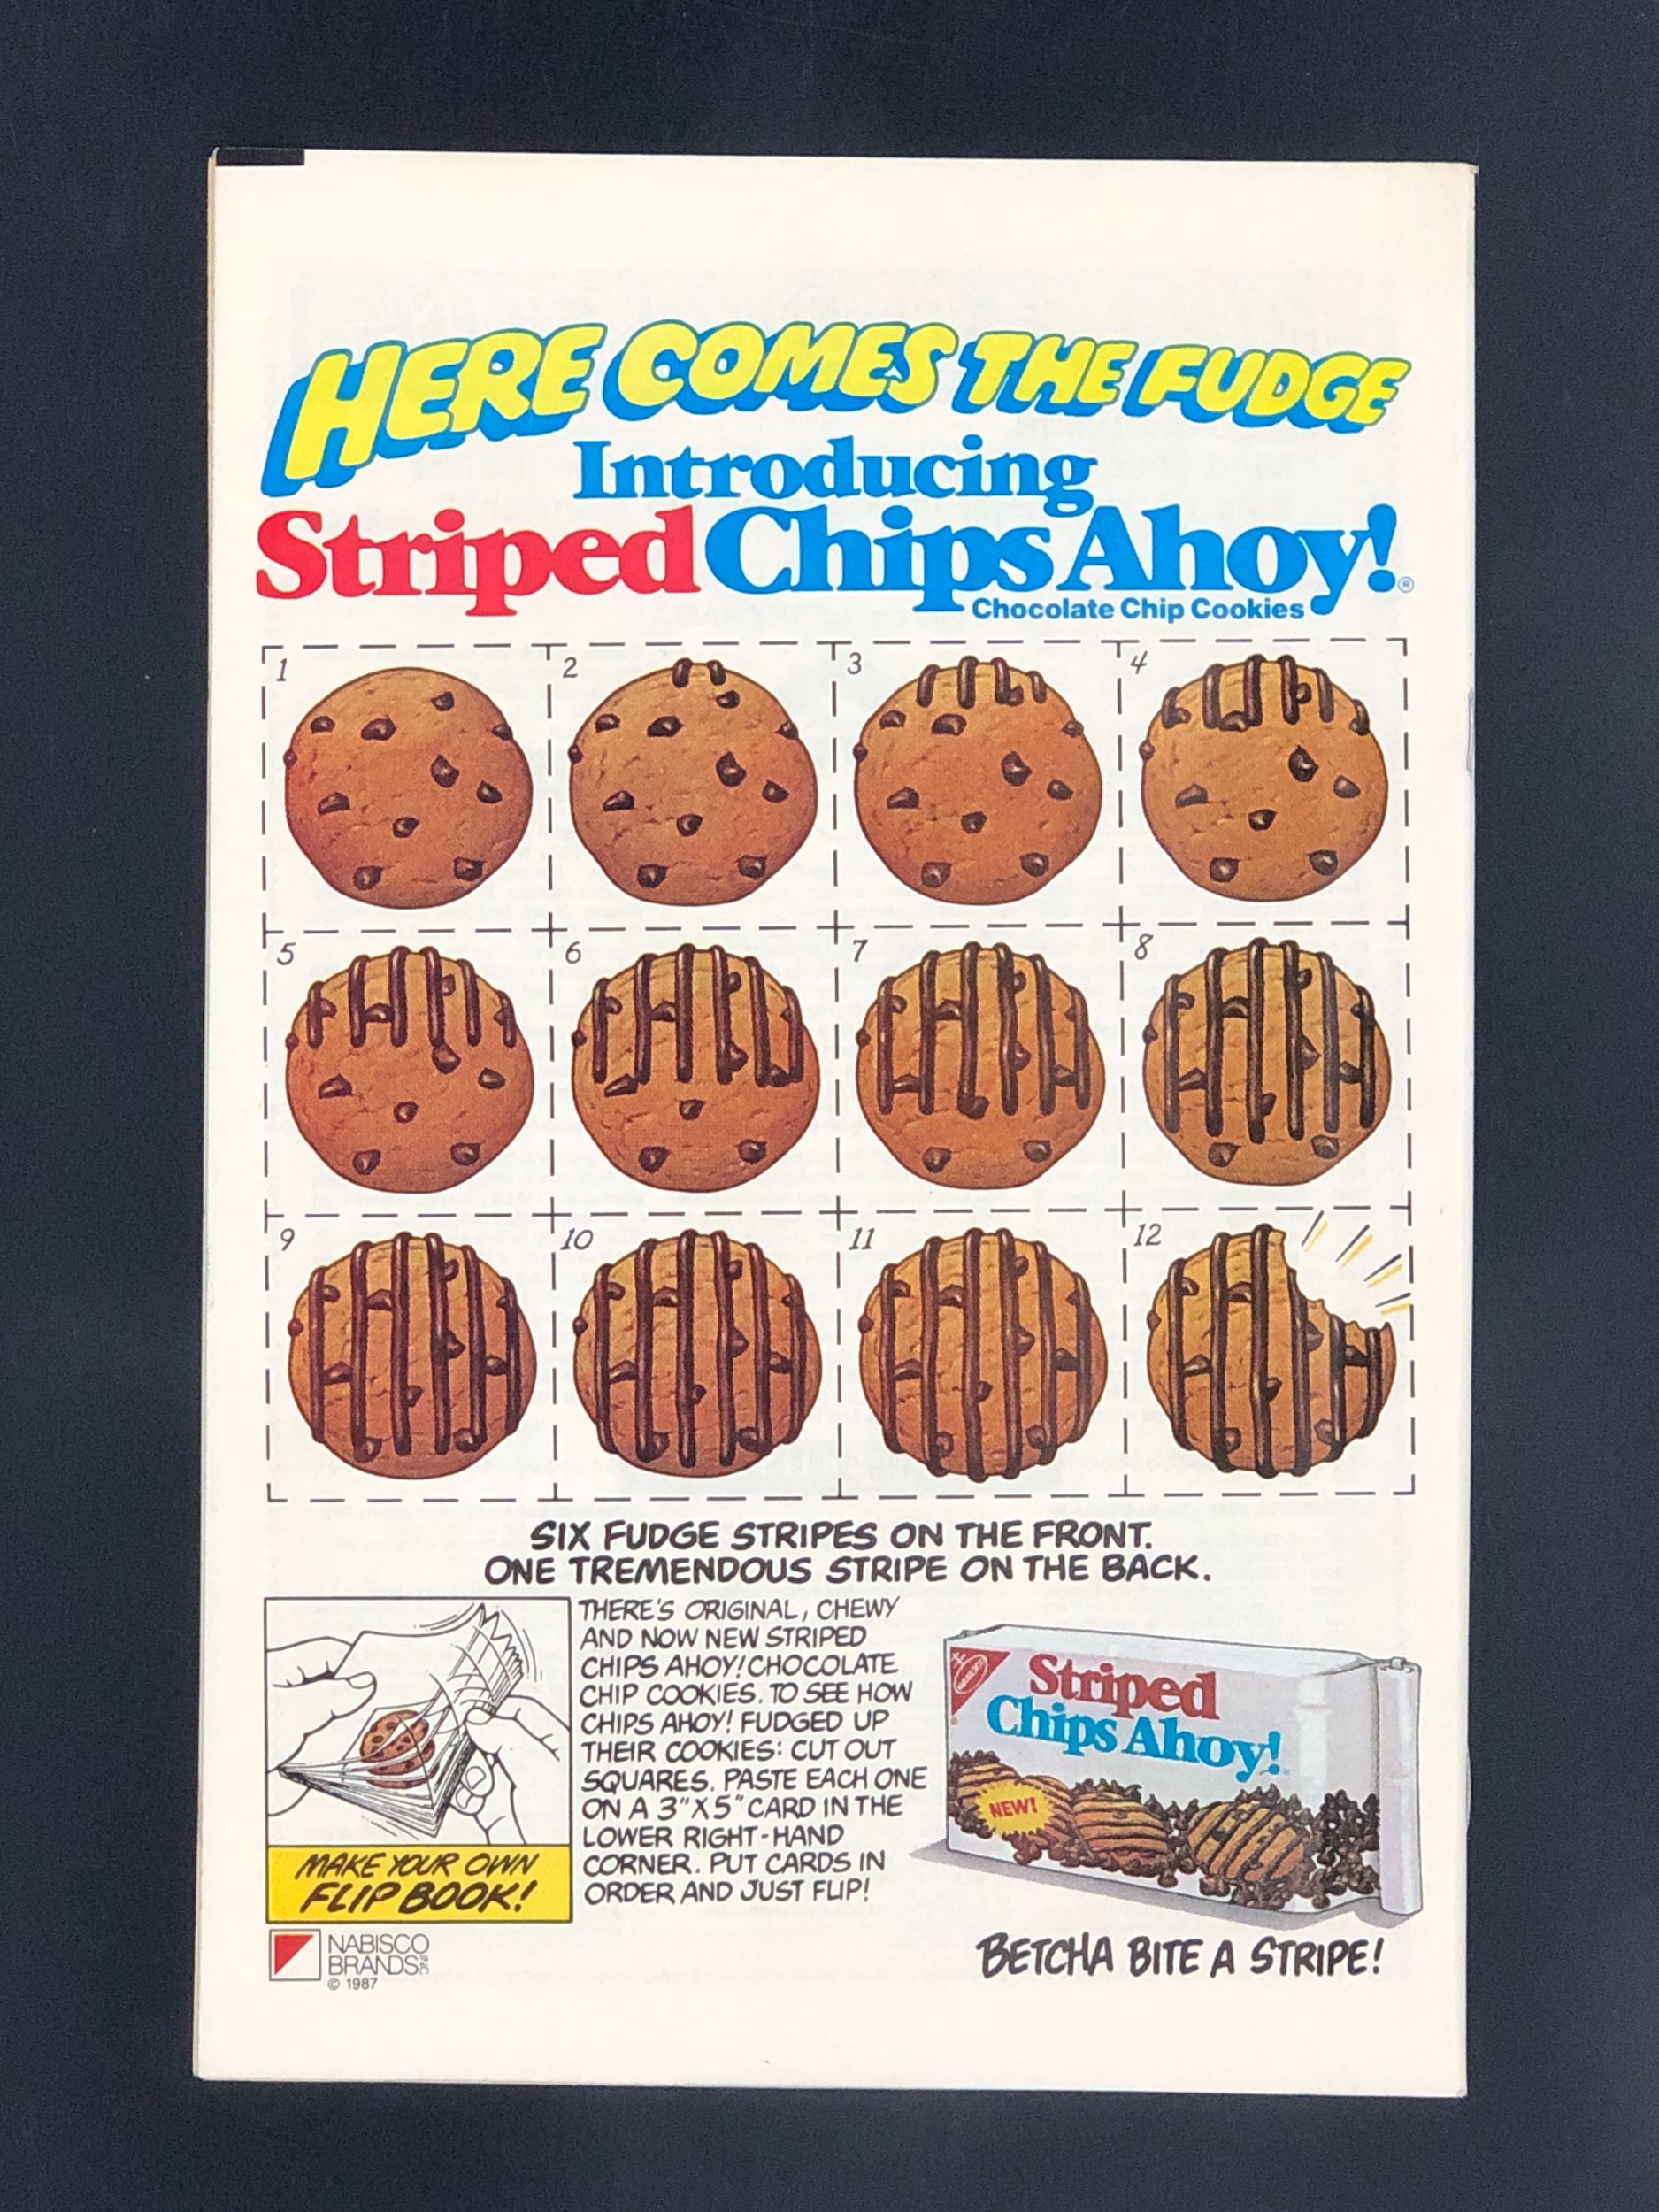 HERE COMES THE FUDGE
Introducing
Striped Chips Ahoy!®
Chocolate Chip Cookies
1
2
3
4
5
6
7
8
9
10
11
12
SIX FUDGE STRIPES ON THE FRONT.
ONE TREMENDOUS STRIPE ON THE BACK.
THERE'S ORIGINAL, CHEWY
AND NOW NEW STRIPED
CHIPS AHOY! CHOCOLATE
CHIP COOKIES. TO SEE HOW
CHIPS AHOY! FUDGED UP
THEIR COOKIES: CUT OUT
SQUARES. PASTE EACH ONE
ON A 3"X5" CARD IN THE
LOWER RIGHT-HAND
CORNER. PUT CARDS IN
ORDER AND JUST FLIP!
MAKE YOUR OWN
FLIP BOOK!
NABISCO
Striped
Chips Ahoy!
NEW!
NABISCO
BRANDS INC
© 1987
BETCHA BITE A STRIPE!